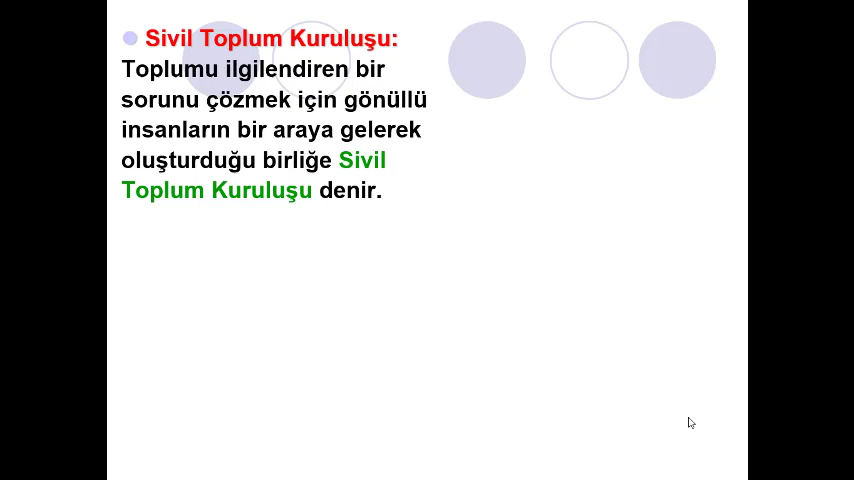 Sivil Toplum Kuruluşu:
Toplumu ilgilendiren bir
sorunu çözmek için gönüllü
insanların bir araya gelerek
oluşturduğu birliğe Sivil
Toplum Kuruluşu denir.